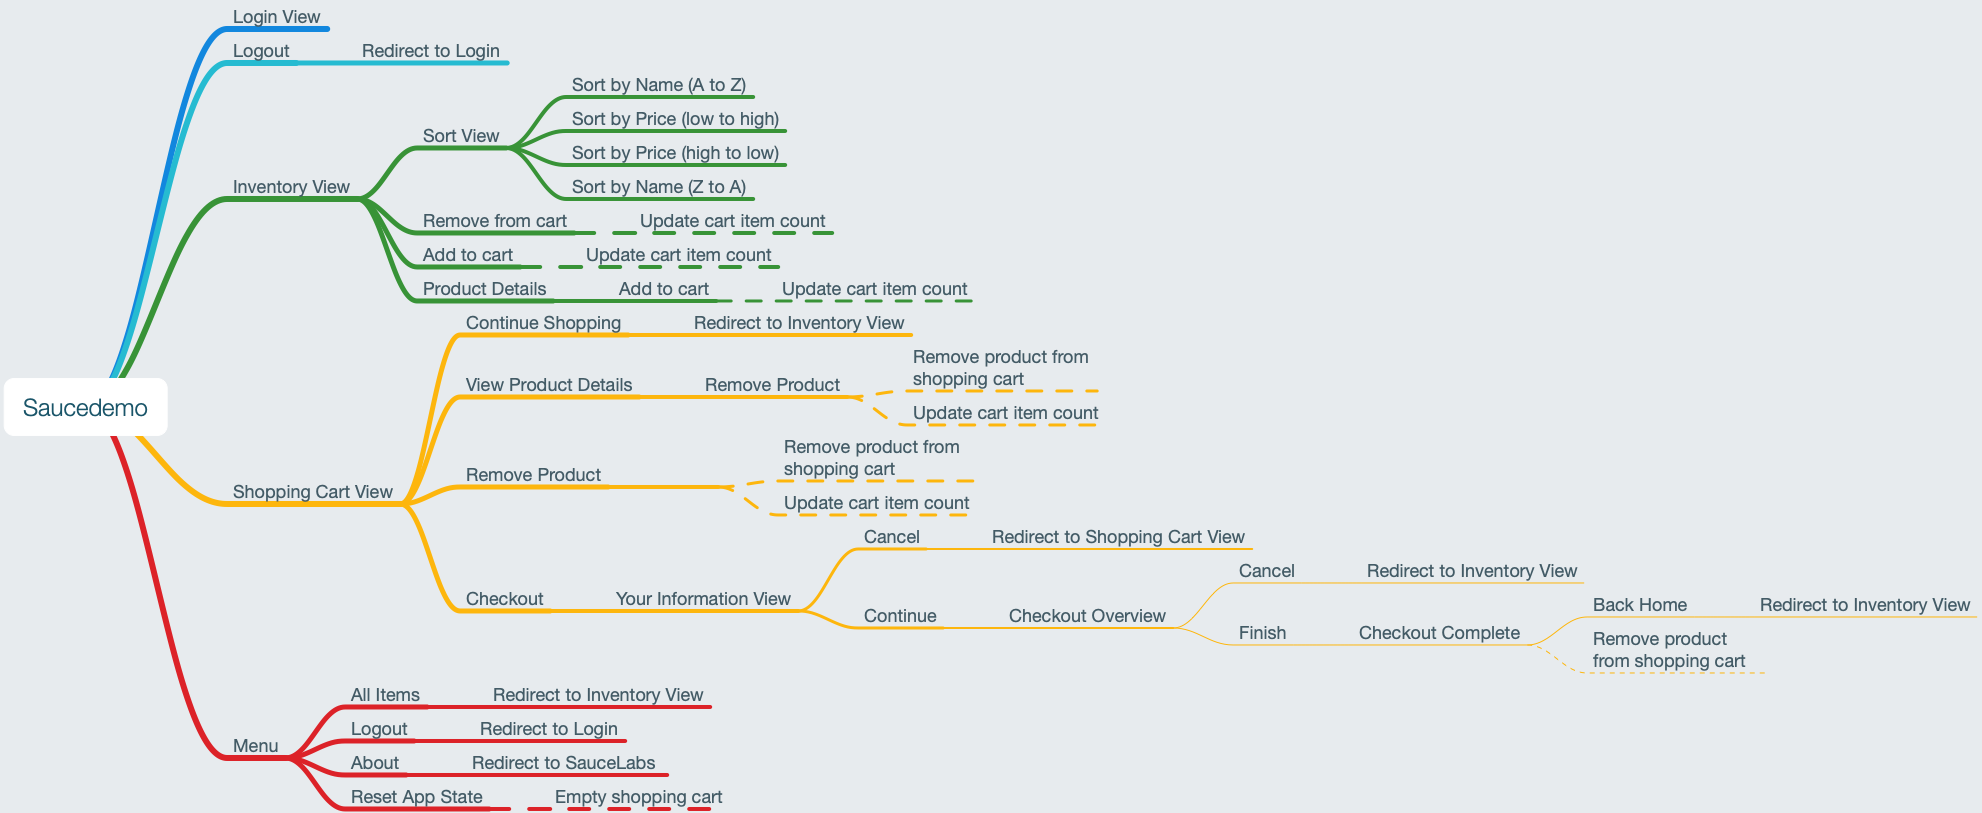 Login View
Logout
Redirect to Login
Sort by Name (A to Z)
Sort by Price (low to high)
Sort View
Sort by Price (high to low)
Inventory View
Sort by Name (Z to A)
Remove from cart
Update cart item count
Add to cart
Update cart item count
Product Details
Add to cart
Update cart item count
Continue Shopping
Redirect to Inventory View
Remove product from
shopping cart
View Product Details
Remove Product
Update cart item count
Saucedemo
Remove product from
shopping cart
Remove Product
Shopping Cart View
Update cart item count
Cancel
Redirect to Shopping Cart View
Cancel
Redirect to Inventory View
Checkout
Your Information View
Continue
Checkout Overview
Back Home
Redirect to Inventory View
Finish
Checkout Complete
Remove product
from shopping cart
All Items
Redirect to Inventory View
Logout
Redirect to Login
Menu
About
Redirect to SauceLabs
Reset App State
Empty shopping cart